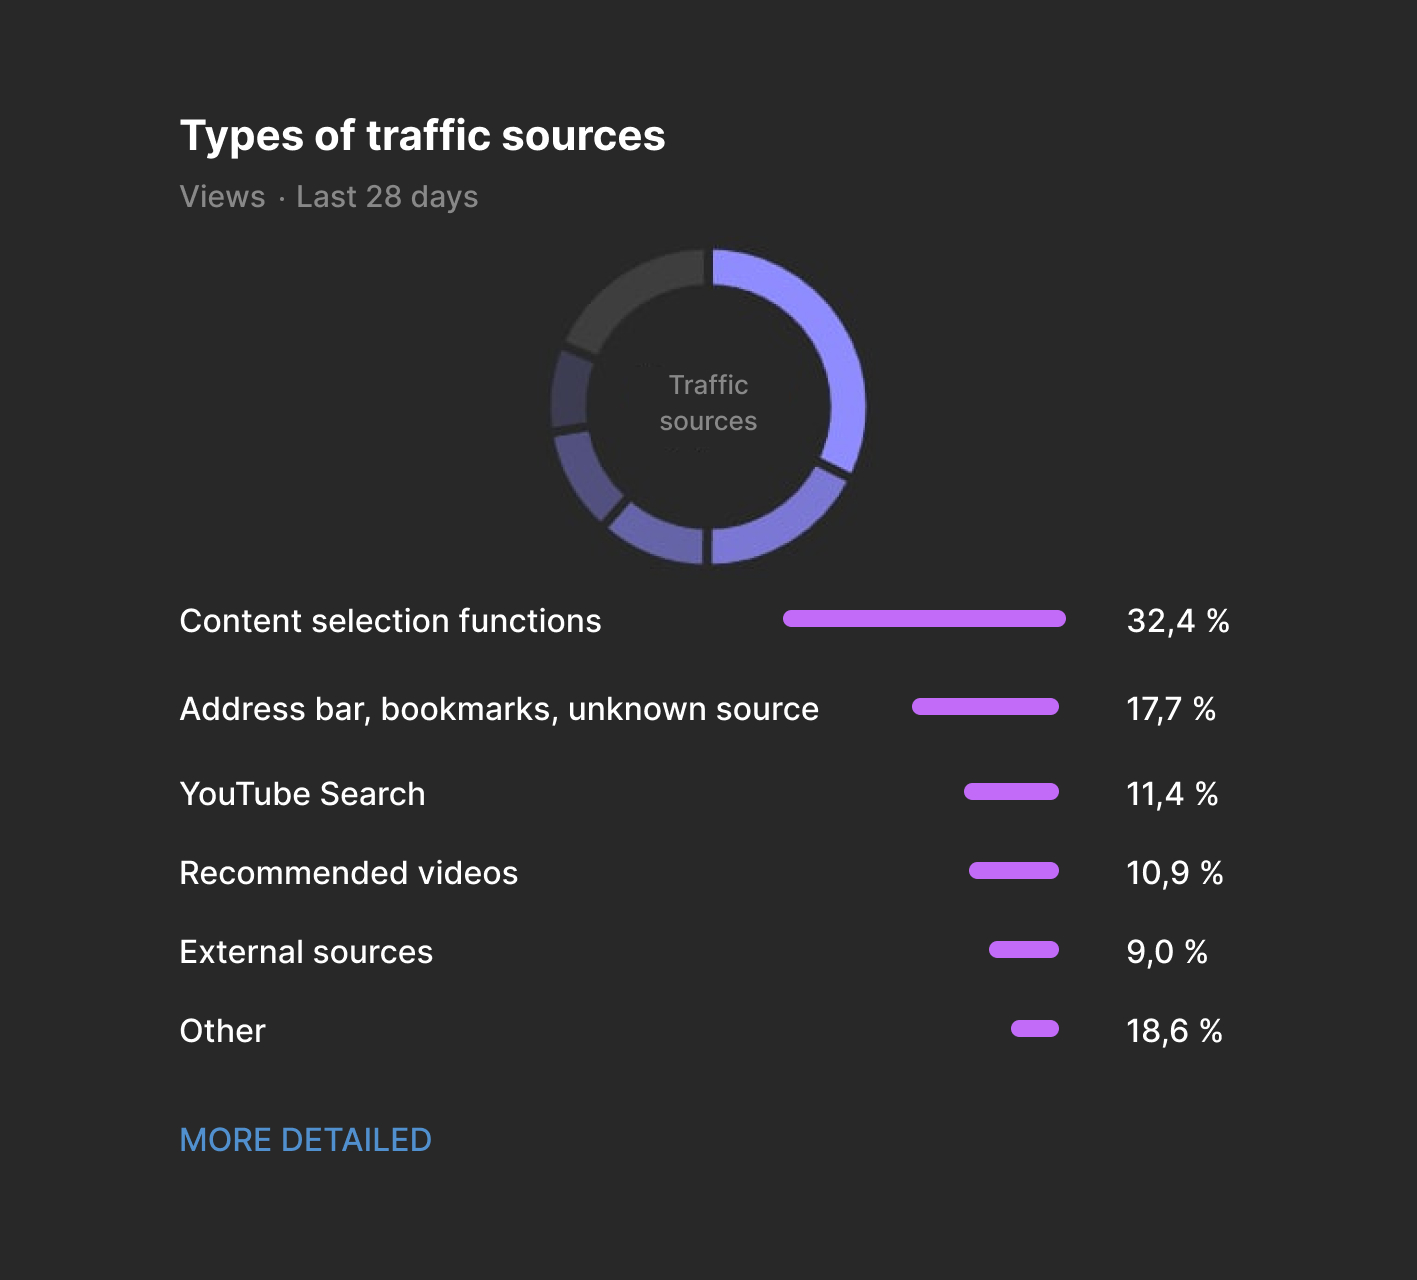 Types of traffic sources
Views · Last 28 days
Traffic
sources
Content selection functions 32,4 %
Address bar, bookmarks, unknown source 17,7 %
YouTube Search 11,4 %
Recommended videos 10,9 %
External sources 9,0 %
Other 18,6 %
MORE DETAILED